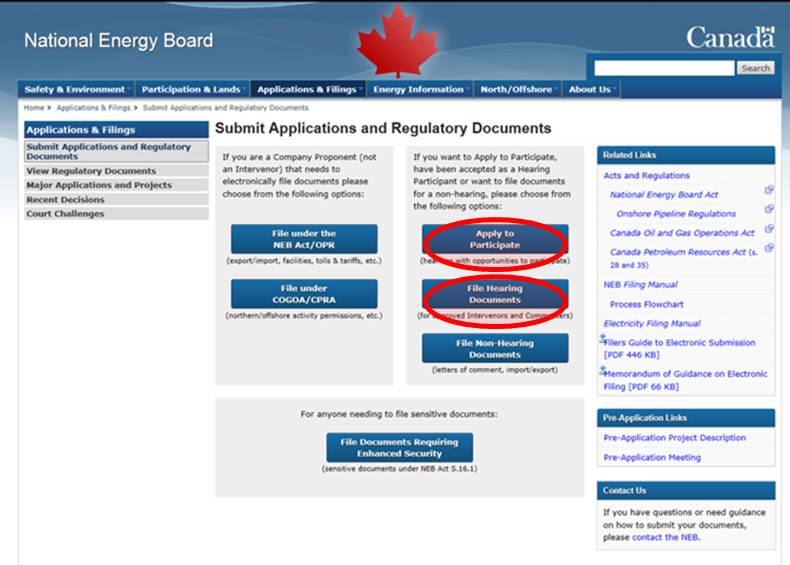 National Energy Board
Canada
Search
Safety & Environment
Participation & Lands
Applications & Filings
Energy Information
North/Offshore
About Us
Home > Applications & Filings > Submit Applications and Regulatory Documents
Applications & Filings
Submit Applications and Regulatory
Documents
View Regulatory Documents
Major Applications and Projects
Recent Decisions
Court Challenges
Submit Applications and Regulatory Documents
If you are a Company Proponent (not
an Intervenor) that needs to
electronically file documents please
choose from the following options:
File under the
NEB Act/OPR
(export/import, facilities, tolls & tariffs, etc.)
File under
COGOA/CPRA
(northern/offshore activity permissions, etc.)
If you want to Apply to Participate,
have been accepted as a Hearing
Participant or want to file documents
for a non-hearing, please choose from
the following options:
Apply to
Participate
(hearings with opportunities to participate)
File Hearing
Documents
(for approved Intervenors and Commenters)
File Non-Hearing
Documents
(letters of comment, import/export)
For anyone needing to file sensitive documents:
File Documents Requiring
Enhanced Security
(sensitive documents under NEB Act S.16.1)
Related Links
Acts and Regulations
National Energy Board Act
Onshore Pipeline Regulations
Canada Oil and Gas Operations Act
Canada Petroleum Resources Act (s.
28 and 35)
NEB Filing Manual
Process Flowchart
Electricity Filing Manual
Filers Guide to Electronic Submission
[PDF 446 KB]
Memorandum of Guidance on Electronic
Filing [PDF 66 KB]
Pre-Application Links
Pre-Application Project Description
Pre-Application Meeting
Contact Us
If you have questions or need guidance
on how to submit your documents,
please contact the NEB.